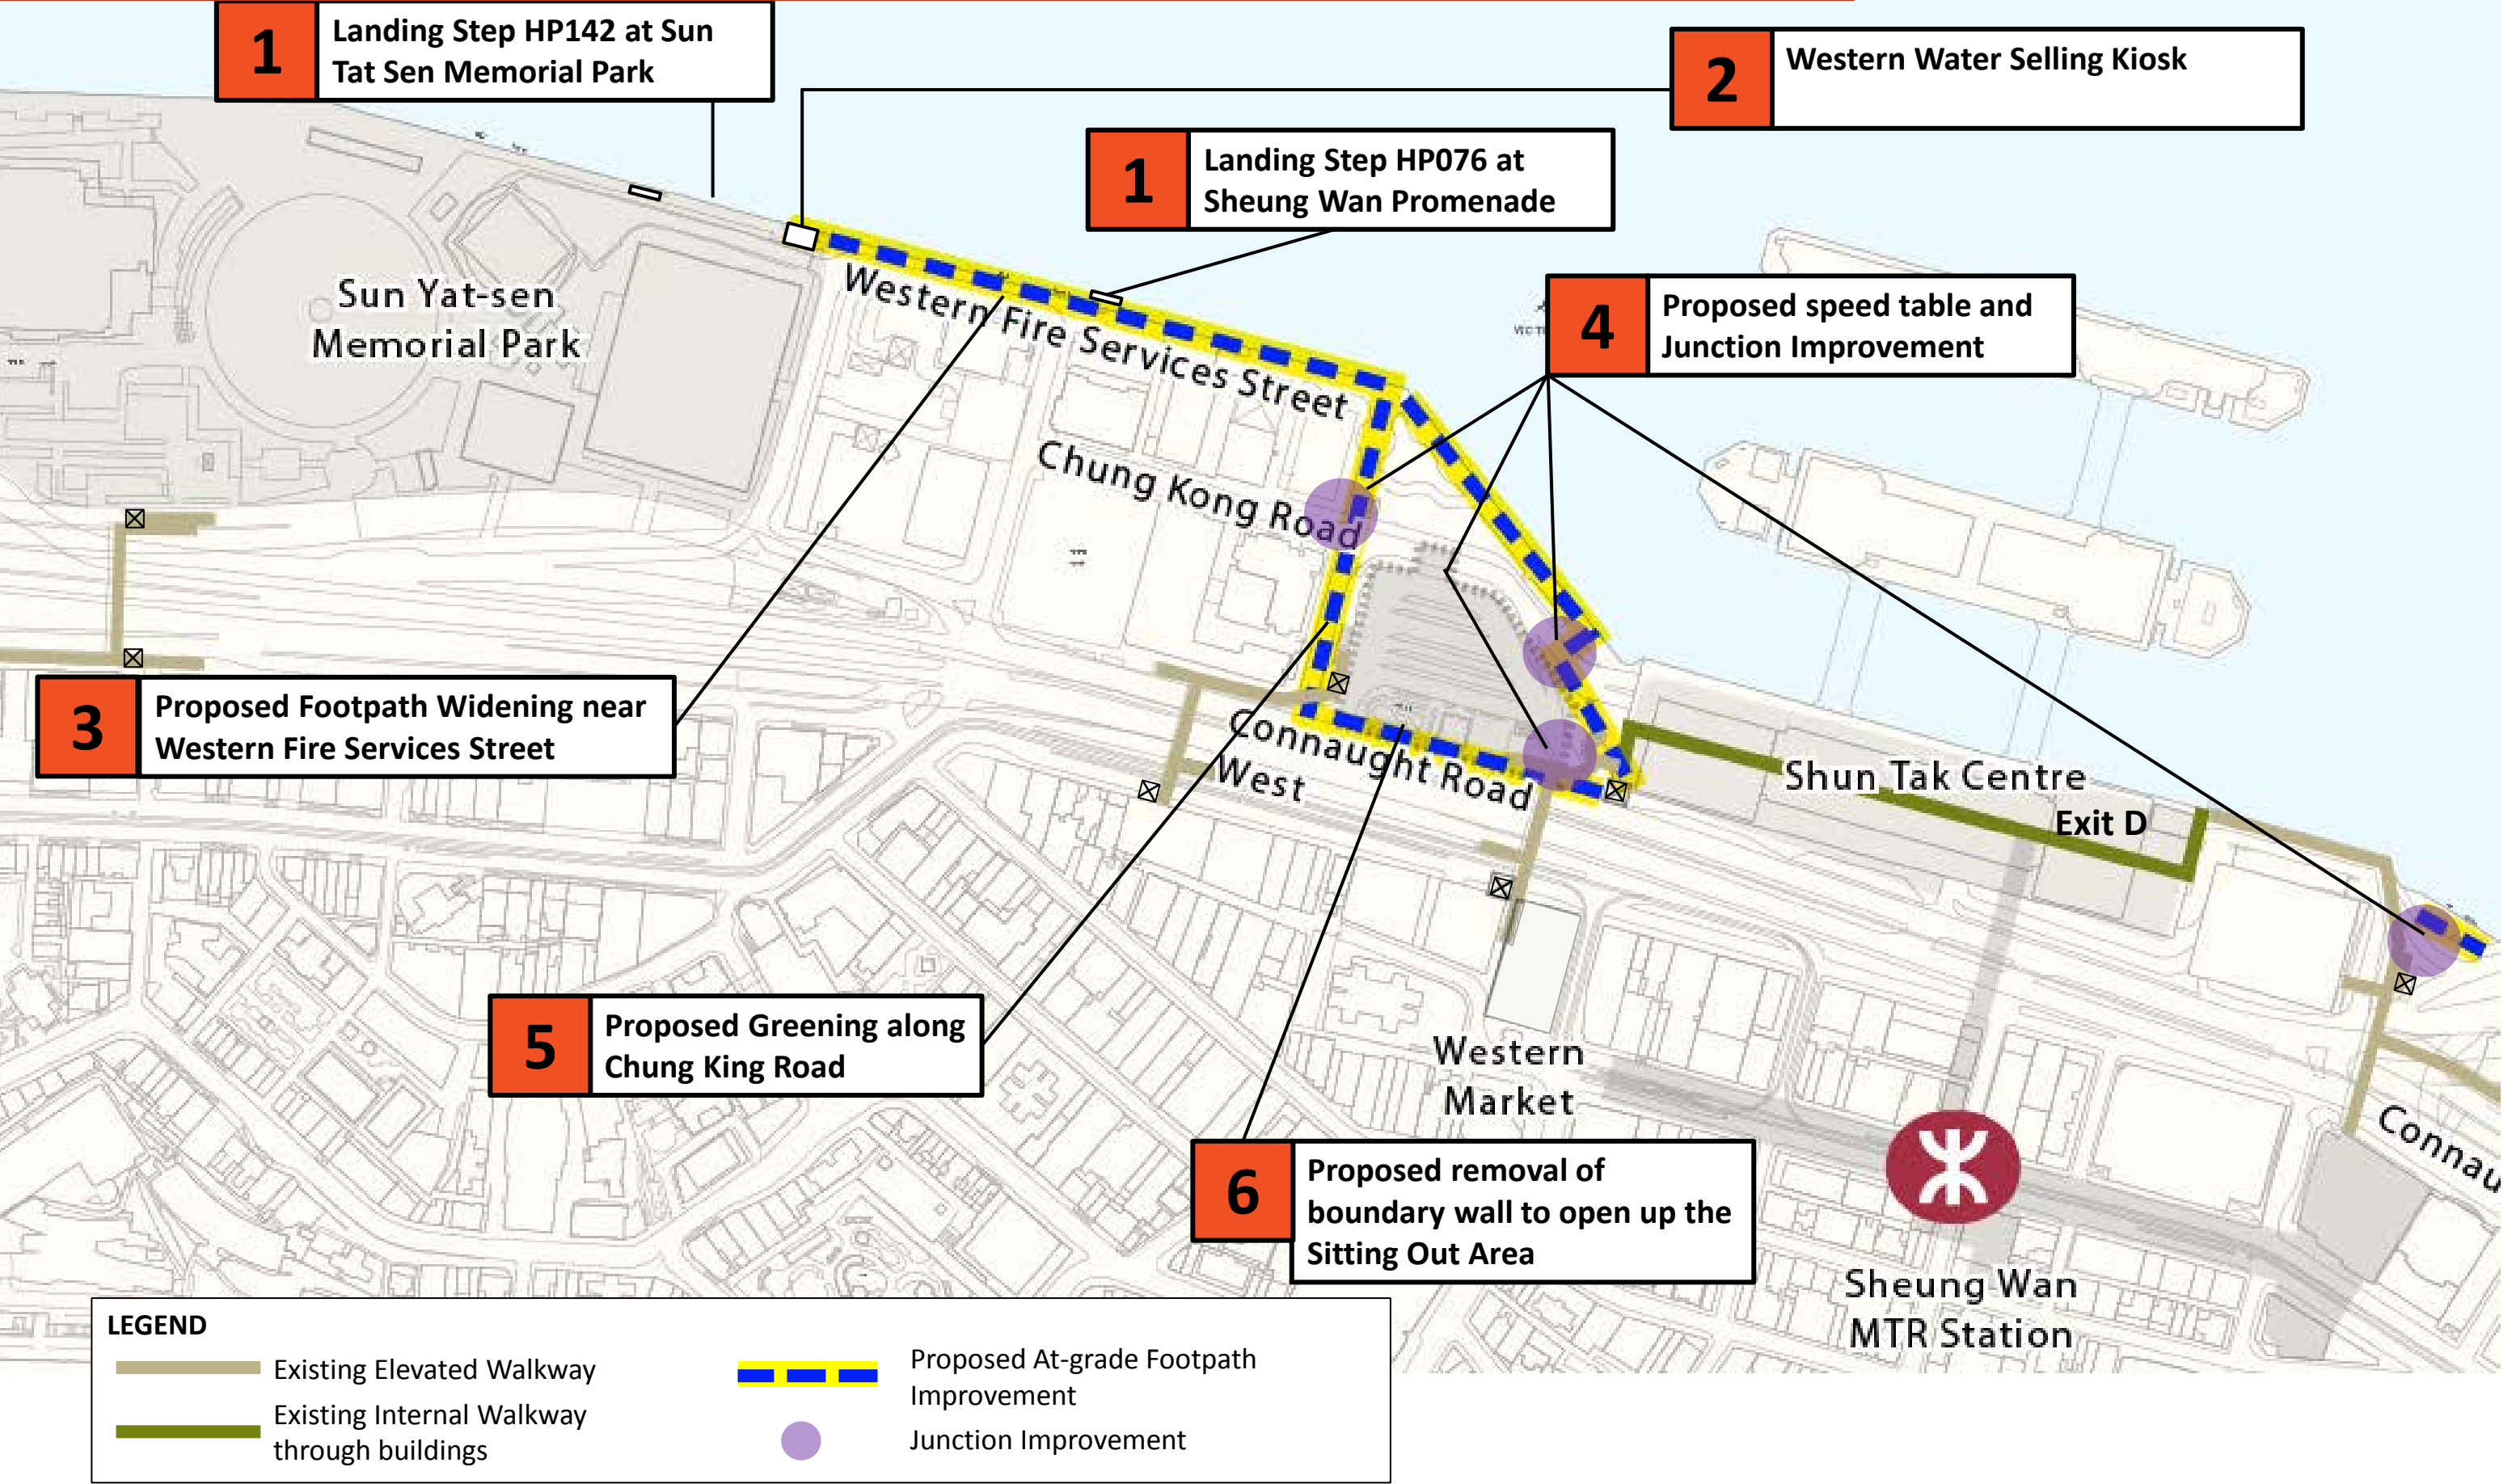 1
Landing Step HP142 at Sun
Tat Sen Memorial Park
2
Western Water Selling Kiosk
1
Landing Step HP076 at
Sheung Wan Promenade
4
Proposed speed table and
Junction Improvement
Sun Yat-sen
Memorial Park
Western Fire Services Street
Chung Kong Road
3
Proposed Footpath Widening near
Western Fire Services Street
Connaught Road
West
Shun Tak Centre
Exit D
5
Proposed Greening along
Chung King Road
Western
Market
Connau
6
Proposed removal of
boundary wall to open up the
Sitting Out Area
Sheung Wan
MTR Station
LEGEND
Existing Elevated Walkway
Existing Internal Walkway
through buildings
Proposed At-grade Footpath
Improvement
Junction Improvement